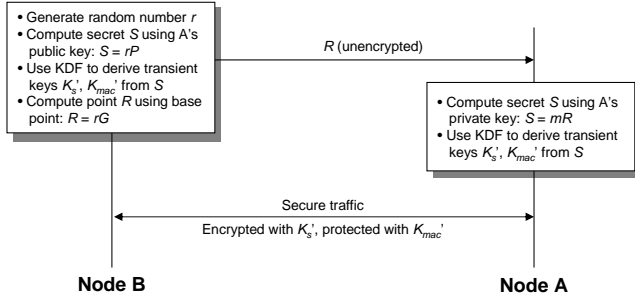 • Generate random number r
• Compute secret S using A's
public key: S = rP
• Use KDF to derive transient
keys Ks', Kmac' from S
• Compute point R using base
point: R = rG
R (unencrypted)
• Compute secret S using A's
private key: S = mR
• Use KDF to derive transient
keys Ks', Kmac' from S
Secure traffic
Encrypted with Ks', protected with Kmac'
Node B
Node A